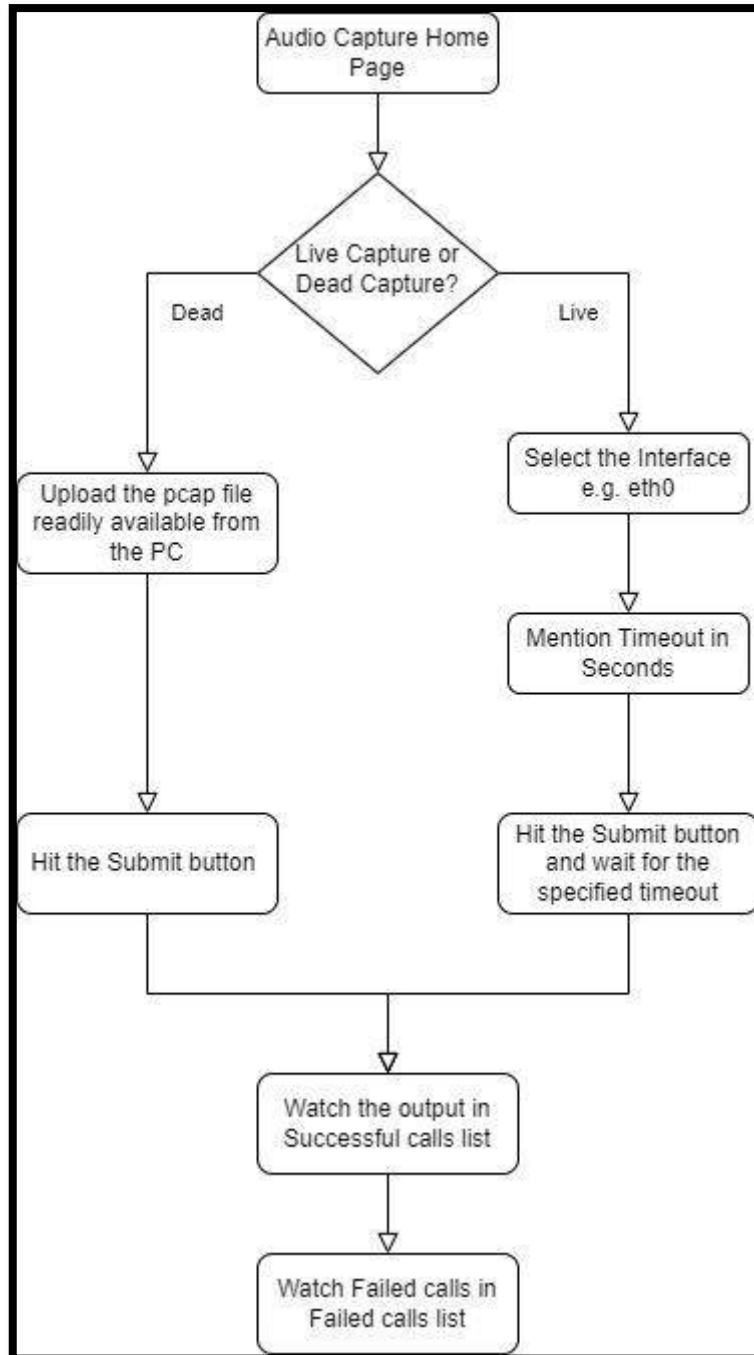 Audio Capture Home
Page
Live Capture or
Dead Capture?
Dead
Live
Upload the pcap file
readily available from
the PC
Select the Interface
e.g. eth0
Mention Timeout in
Seconds
Hit the Submit button
Hit the Submit button
and wait for the
specified timeout
Watch the output in
Successful calls list
Watch Failed calls in
Failed calls list